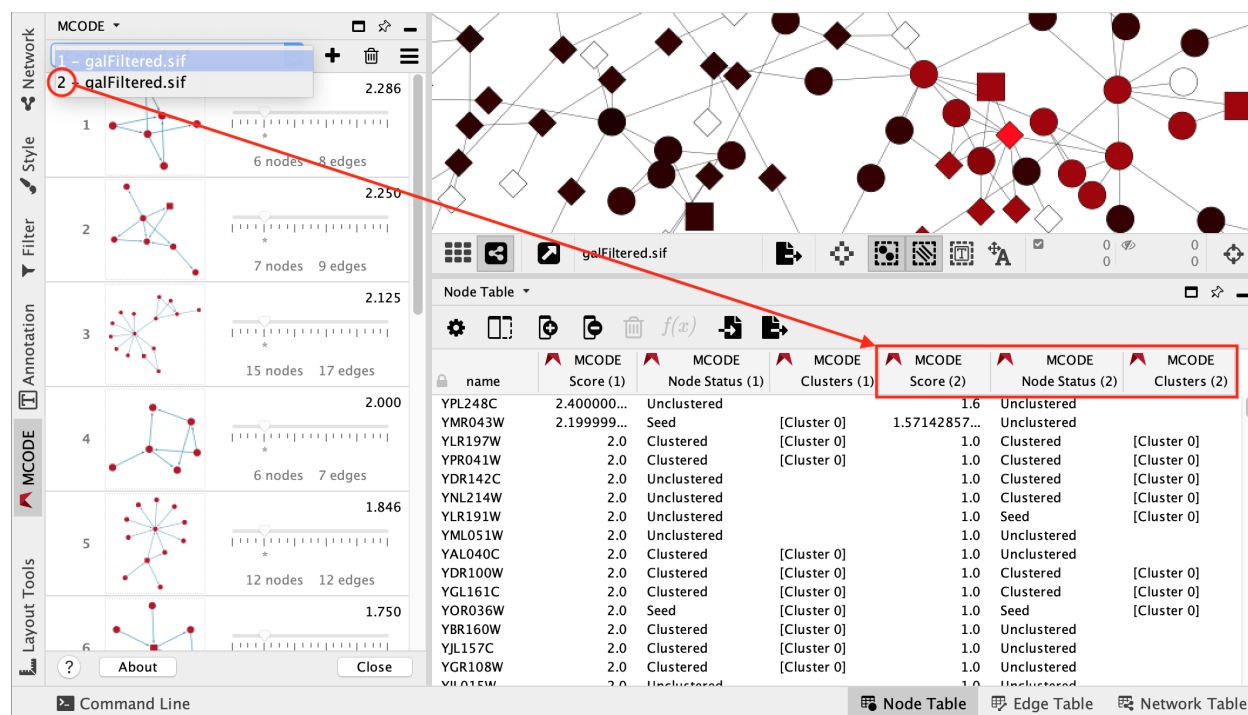 MCODE
1 - galFiltered.sif
2 - galFiltered.sif
Network
Style
Filter
Annotation
MCODE
Layout Tools
1
2.286
6 nodes 8 edges
2
2.250
7 nodes 9 edges
3
2.125
15 nodes 17 edges
4
2.000
6 nodes 7 edges
5
1.846
12 nodes 12 edges
6
1.750
? About Close
galFiltered.sif
0 0
0 0
Node Table
f(x)
name MCODE Score (1) MCODE Node Status (1) MCODE Clusters (1) MCODE Score (2) MCODE Node Status (2) MCODE Clusters (2)
YPL248C 2.400000... Unclustered 1.6 Unclustered
YMR043W 2.199999... Seed [Cluster 0] 1.57142857... Unclustered
YLR197W 2.0 Clustered [Cluster 0] 1.0 Clustered [Cluster 0]
YPR041W 2.0 Clustered [Cluster 0] 1.0 Clustered [Cluster 0]
YDR142C 2.0 Unclustered 1.0 Clustered [Cluster 0]
YNL214W 2.0 Unclustered 1.0 Clustered [Cluster 0]
YLR191W 2.0 Unclustered 1.0 Seed [Cluster 0]
YML051W 2.0 Unclustered 1.0 Unclustered
YAL040C 2.0 Clustered [Cluster 0] 1.0 Unclustered
YDR100W 2.0 Clustered [Cluster 0] 1.0 Clustered [Cluster 0]
YGL161C 2.0 Clustered [Cluster 0] 1.0 Clustered [Cluster 0]
YOR036W 2.0 Seed [Cluster 0] 1.0 Seed [Cluster 0]
YBR160W 2.0 Clustered [Cluster 0] 1.0 Unclustered
YJL157C 2.0 Clustered [Cluster 0] 1.0 Unclustered
YGR108W 2.0 Clustered [Cluster 0] 1.0 Unclustered
YIL015W 2.0 Unclustered 1.0 Unclustered
Command Line
Node Table Edge Table Network Table